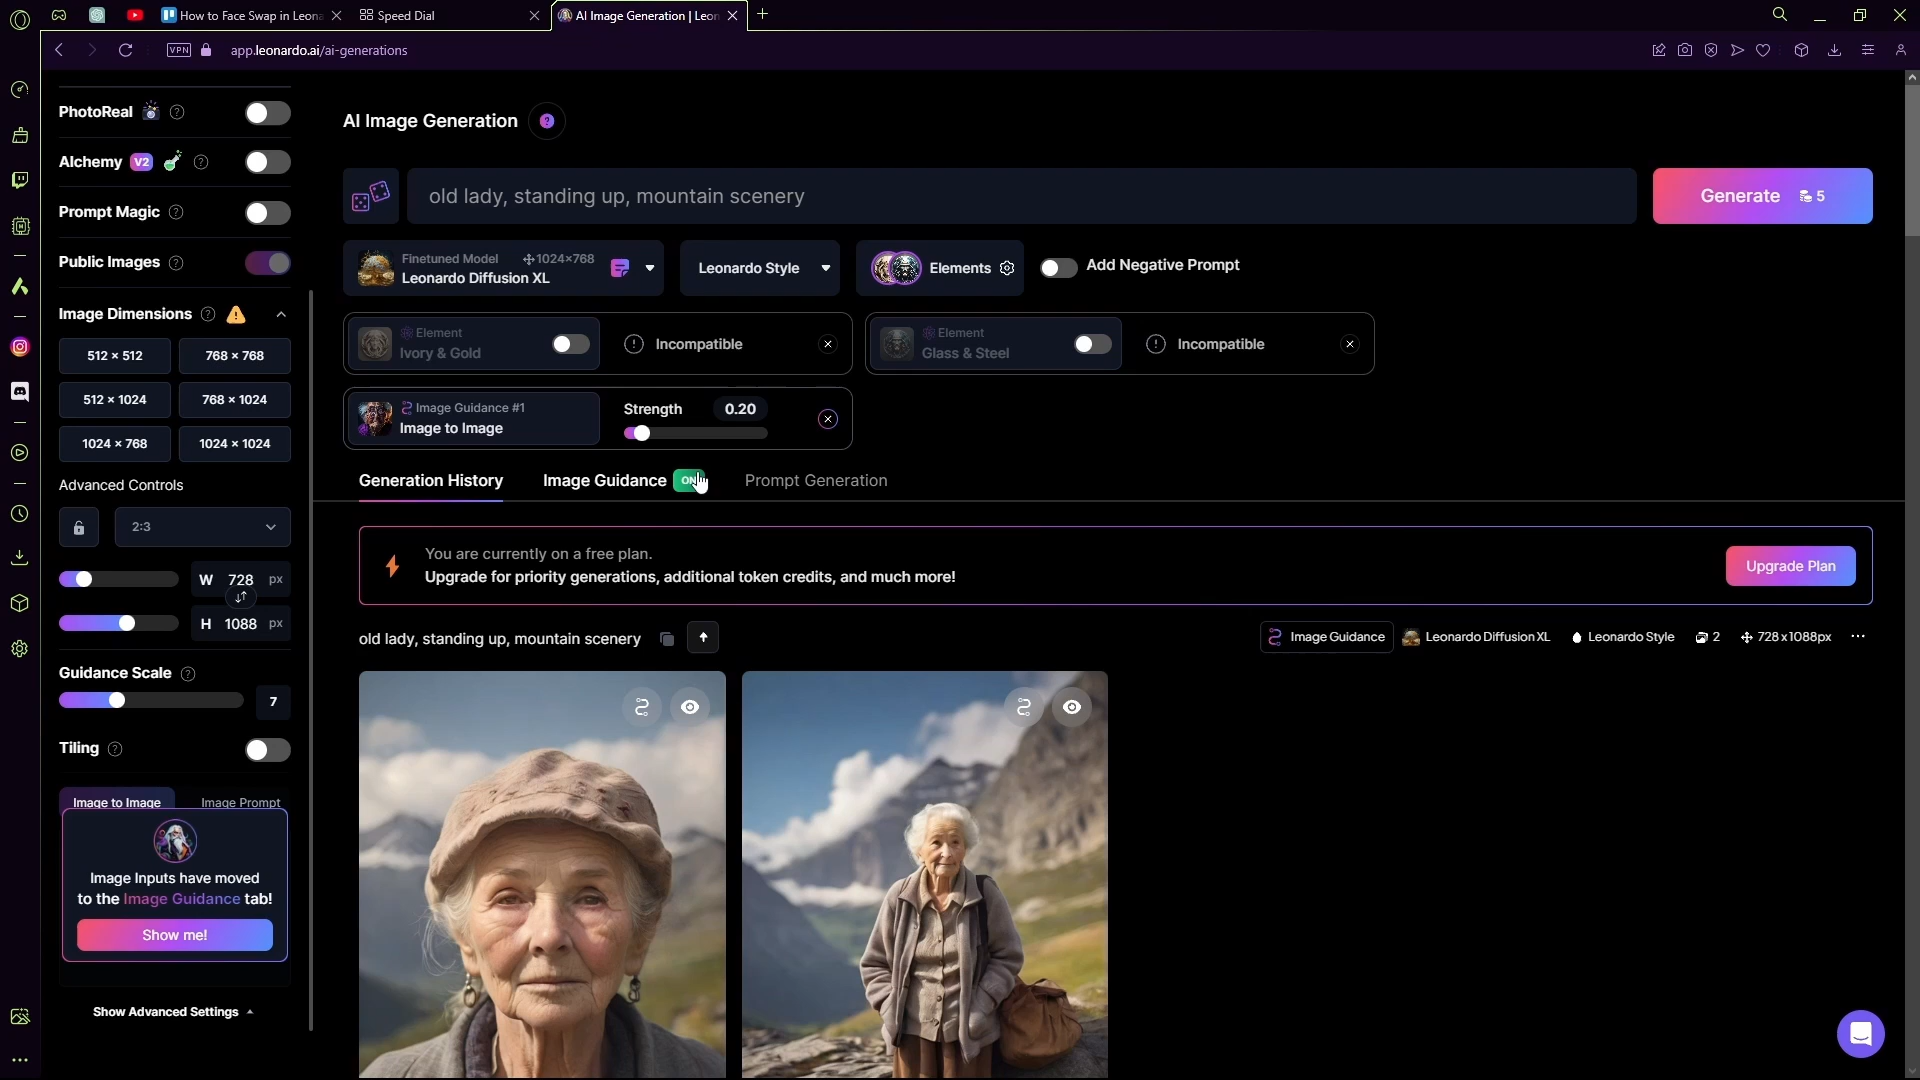 How to Face Swap in Leona
Speed Dial
AI Image Generation | Leon
VPN
app.leonardo.ai/ai-generations
PhotoReal
Alchemy V2
Prompt Magic
Public Images
Image Dimensions
512 × 512
768 × 768
512 × 1024
768 × 1024
1024 × 768
1024 × 1024
Advanced Controls
2:3
W 728 px
H 1088 px
Guidance Scale
7
Tiling
Image to Image
Image Prompt
Image Inputs have moved
to the Image Guidance tab!
Show me!
Show Advanced Settings
AI Image Generation
old lady, standing up, mountain scenery
Generate 5
Finetuned Model 1024×768
Leonardo Diffusion XL
Leonardo Style
Elements
Add Negative Prompt
Element
Ivory & Gold
Incompatible
Element
Glass & Steel
Incompatible
Image Guidance #1
Image to Image
Strength 0.20
Generation History
Image Guidance ON
Prompt Generation
You are currently on a free plan.
Upgrade for priority generations, additional token credits, and much more!
Upgrade Plan
old lady, standing up, mountain scenery
Image Guidance
Leonardo Diffusion XL
Leonardo Style
2
728 x 1088px